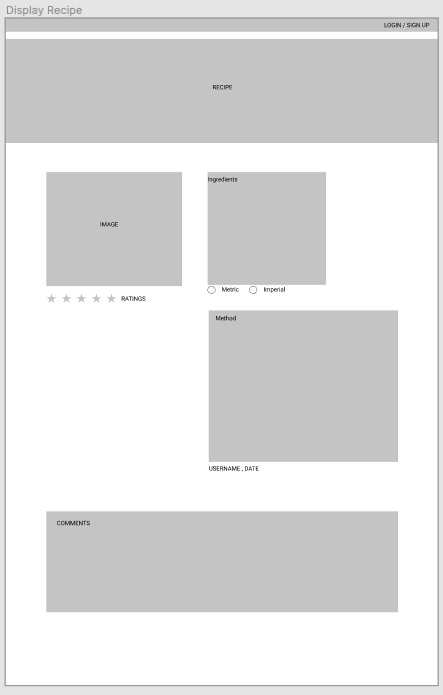 Display Recipe
LOGIN / SIGN UP
RECIPE
IMAGE
Ingredients
Metric
Imperial
RATINGS
Method
USERNAME , DATE
COMMENTS